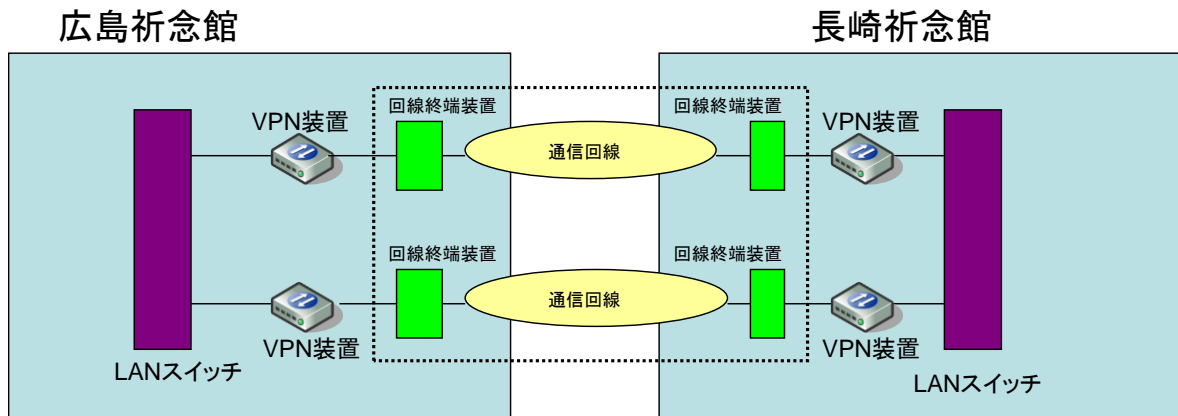 広島祈念館
長崎祈念館
VPN装置
回線終端装置
通信回線
回線終端装置
VPN装置
回線終端装置
通信回線
回線終端装置
VPN装置
VPN装置
LANスイッチ
LANスイッチ